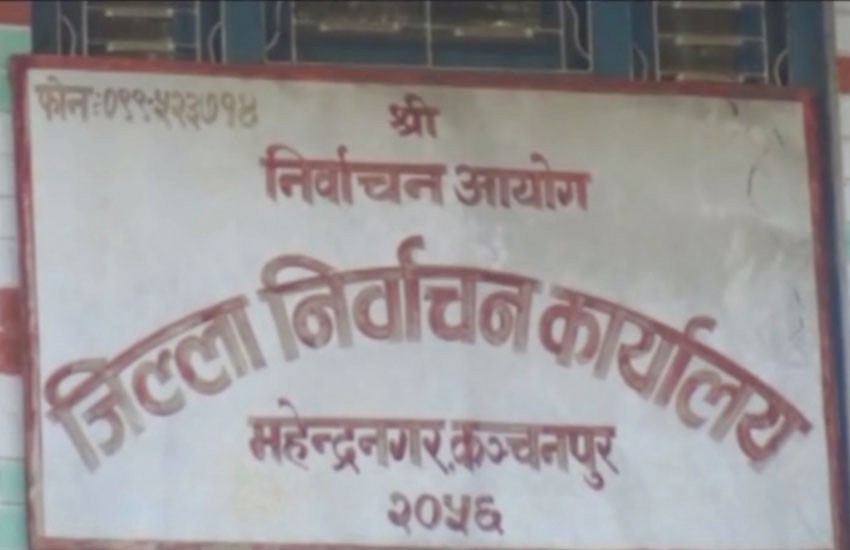 फोन:०९९-५२३७१४
श्री
निर्वाचन आयोग
जिल्ला निर्वाचन कार्यालय
महेन्द्रनगर,कञ्चनपुर
२०५६